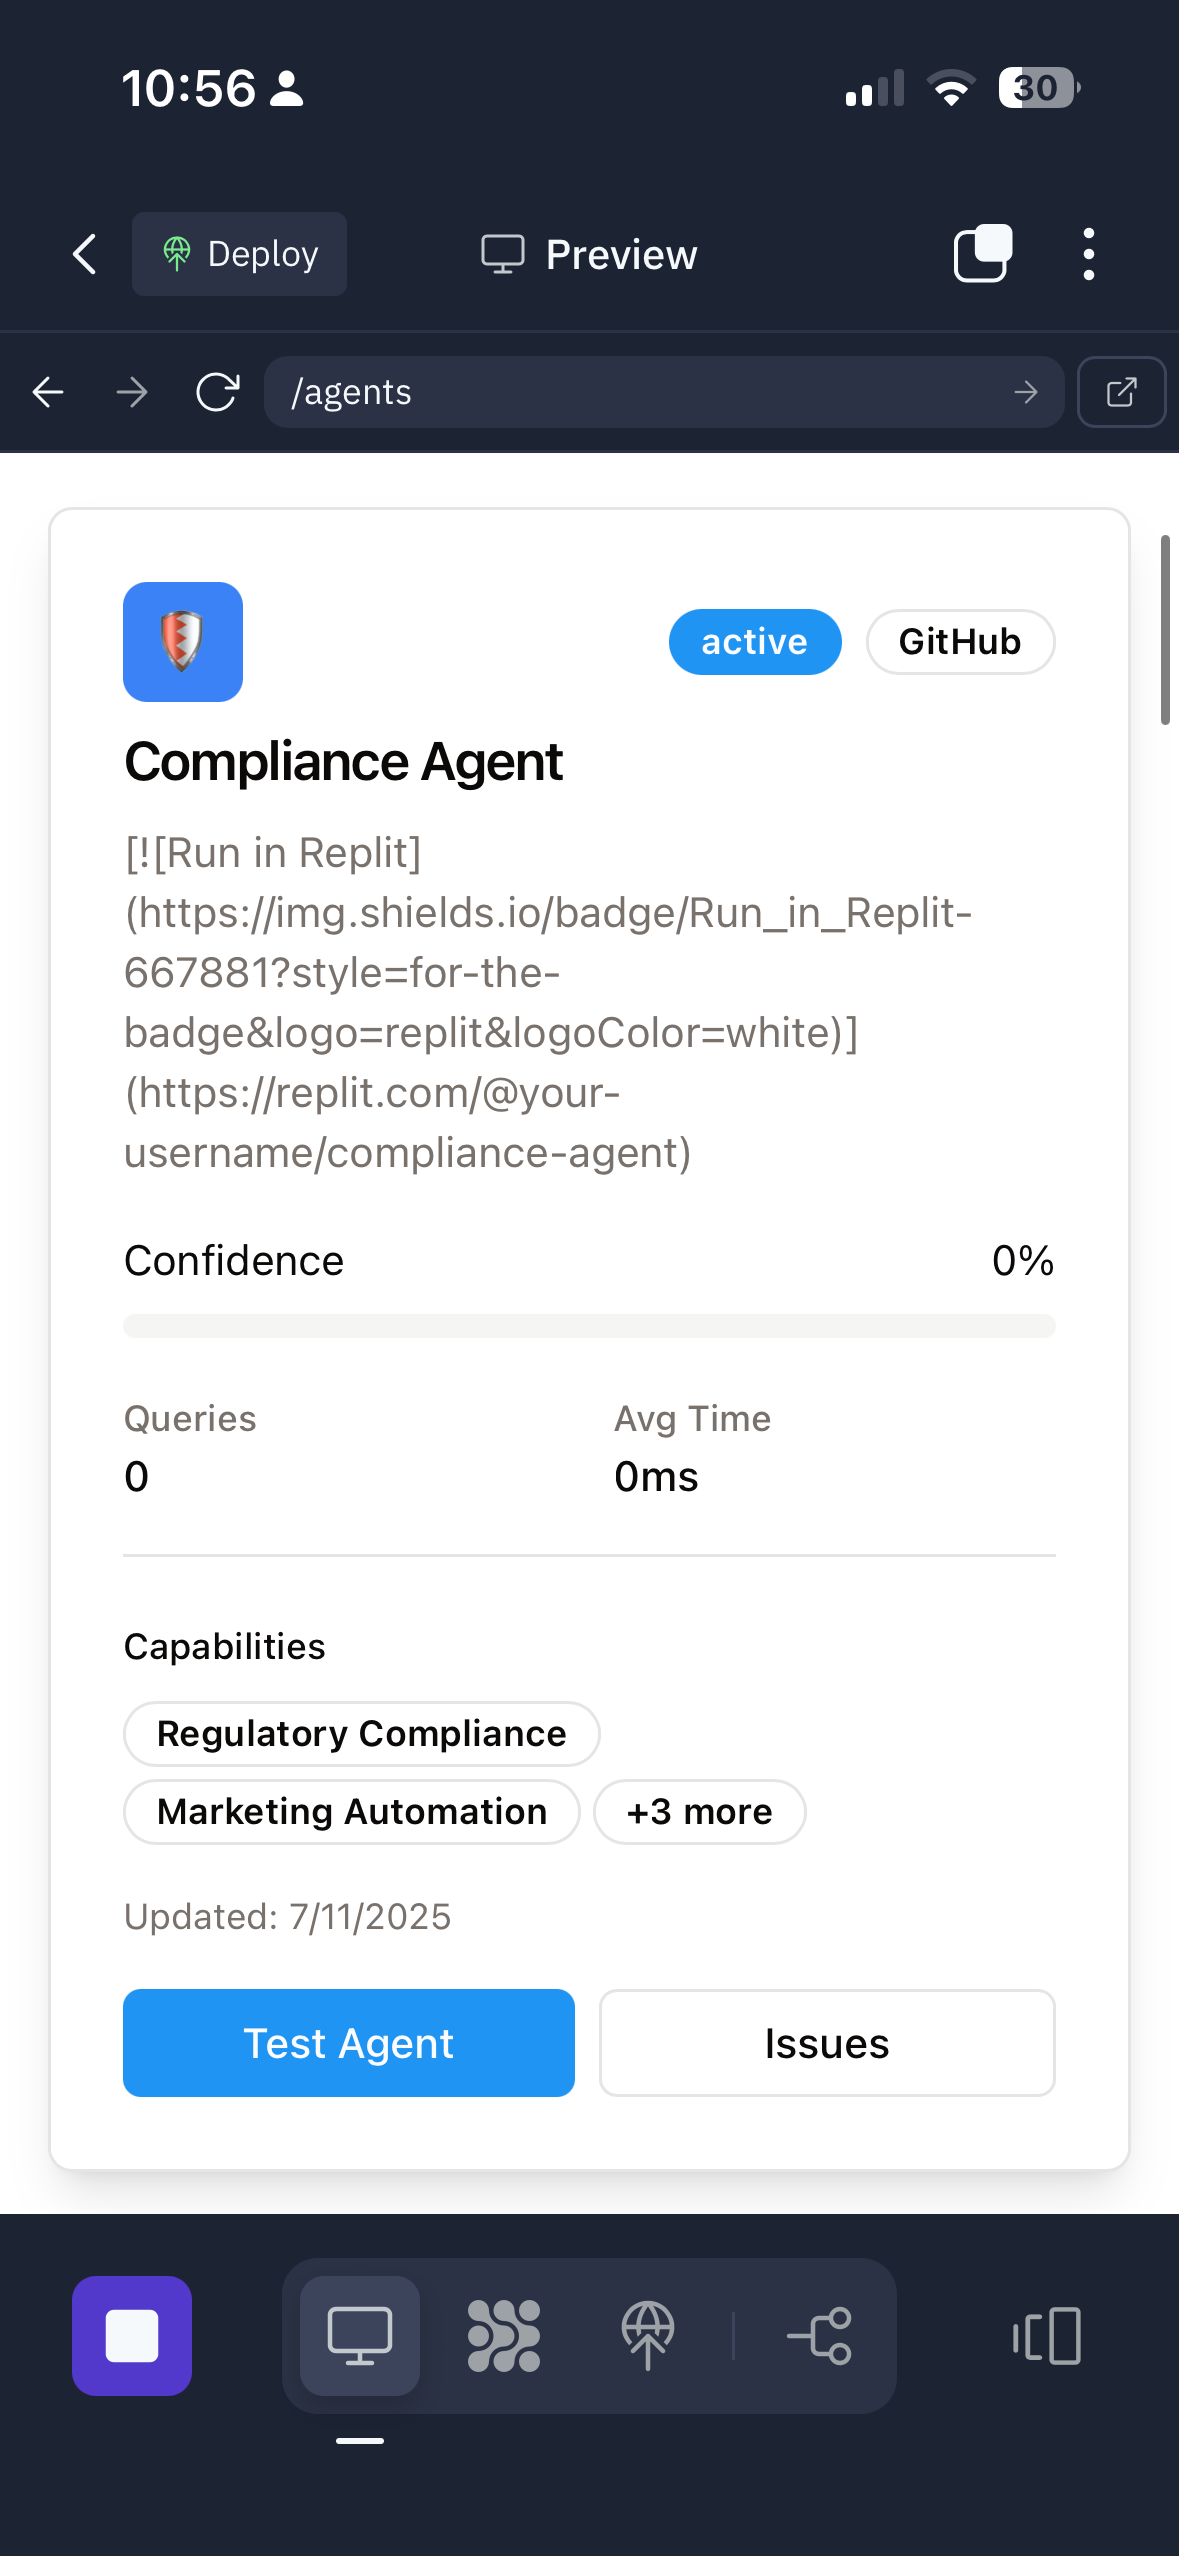 10:56
30
Deploy
Preview
/agents
active
GitHub
Compliance Agent
[![Run in Replit]
(https://img.shields.io/badge/Run_in_Replit-
667881?style=for-the-
badge&logo=replit&logoColor=white)]
(https://replit.com/@your-
username/compliance-agent)
Confidence
0%
Queries
Avg Time
0
0ms
Capabilities
Regulatory Compliance
Marketing Automation
+3 more
Updated: 7/11/2025
Test Agent
Issues